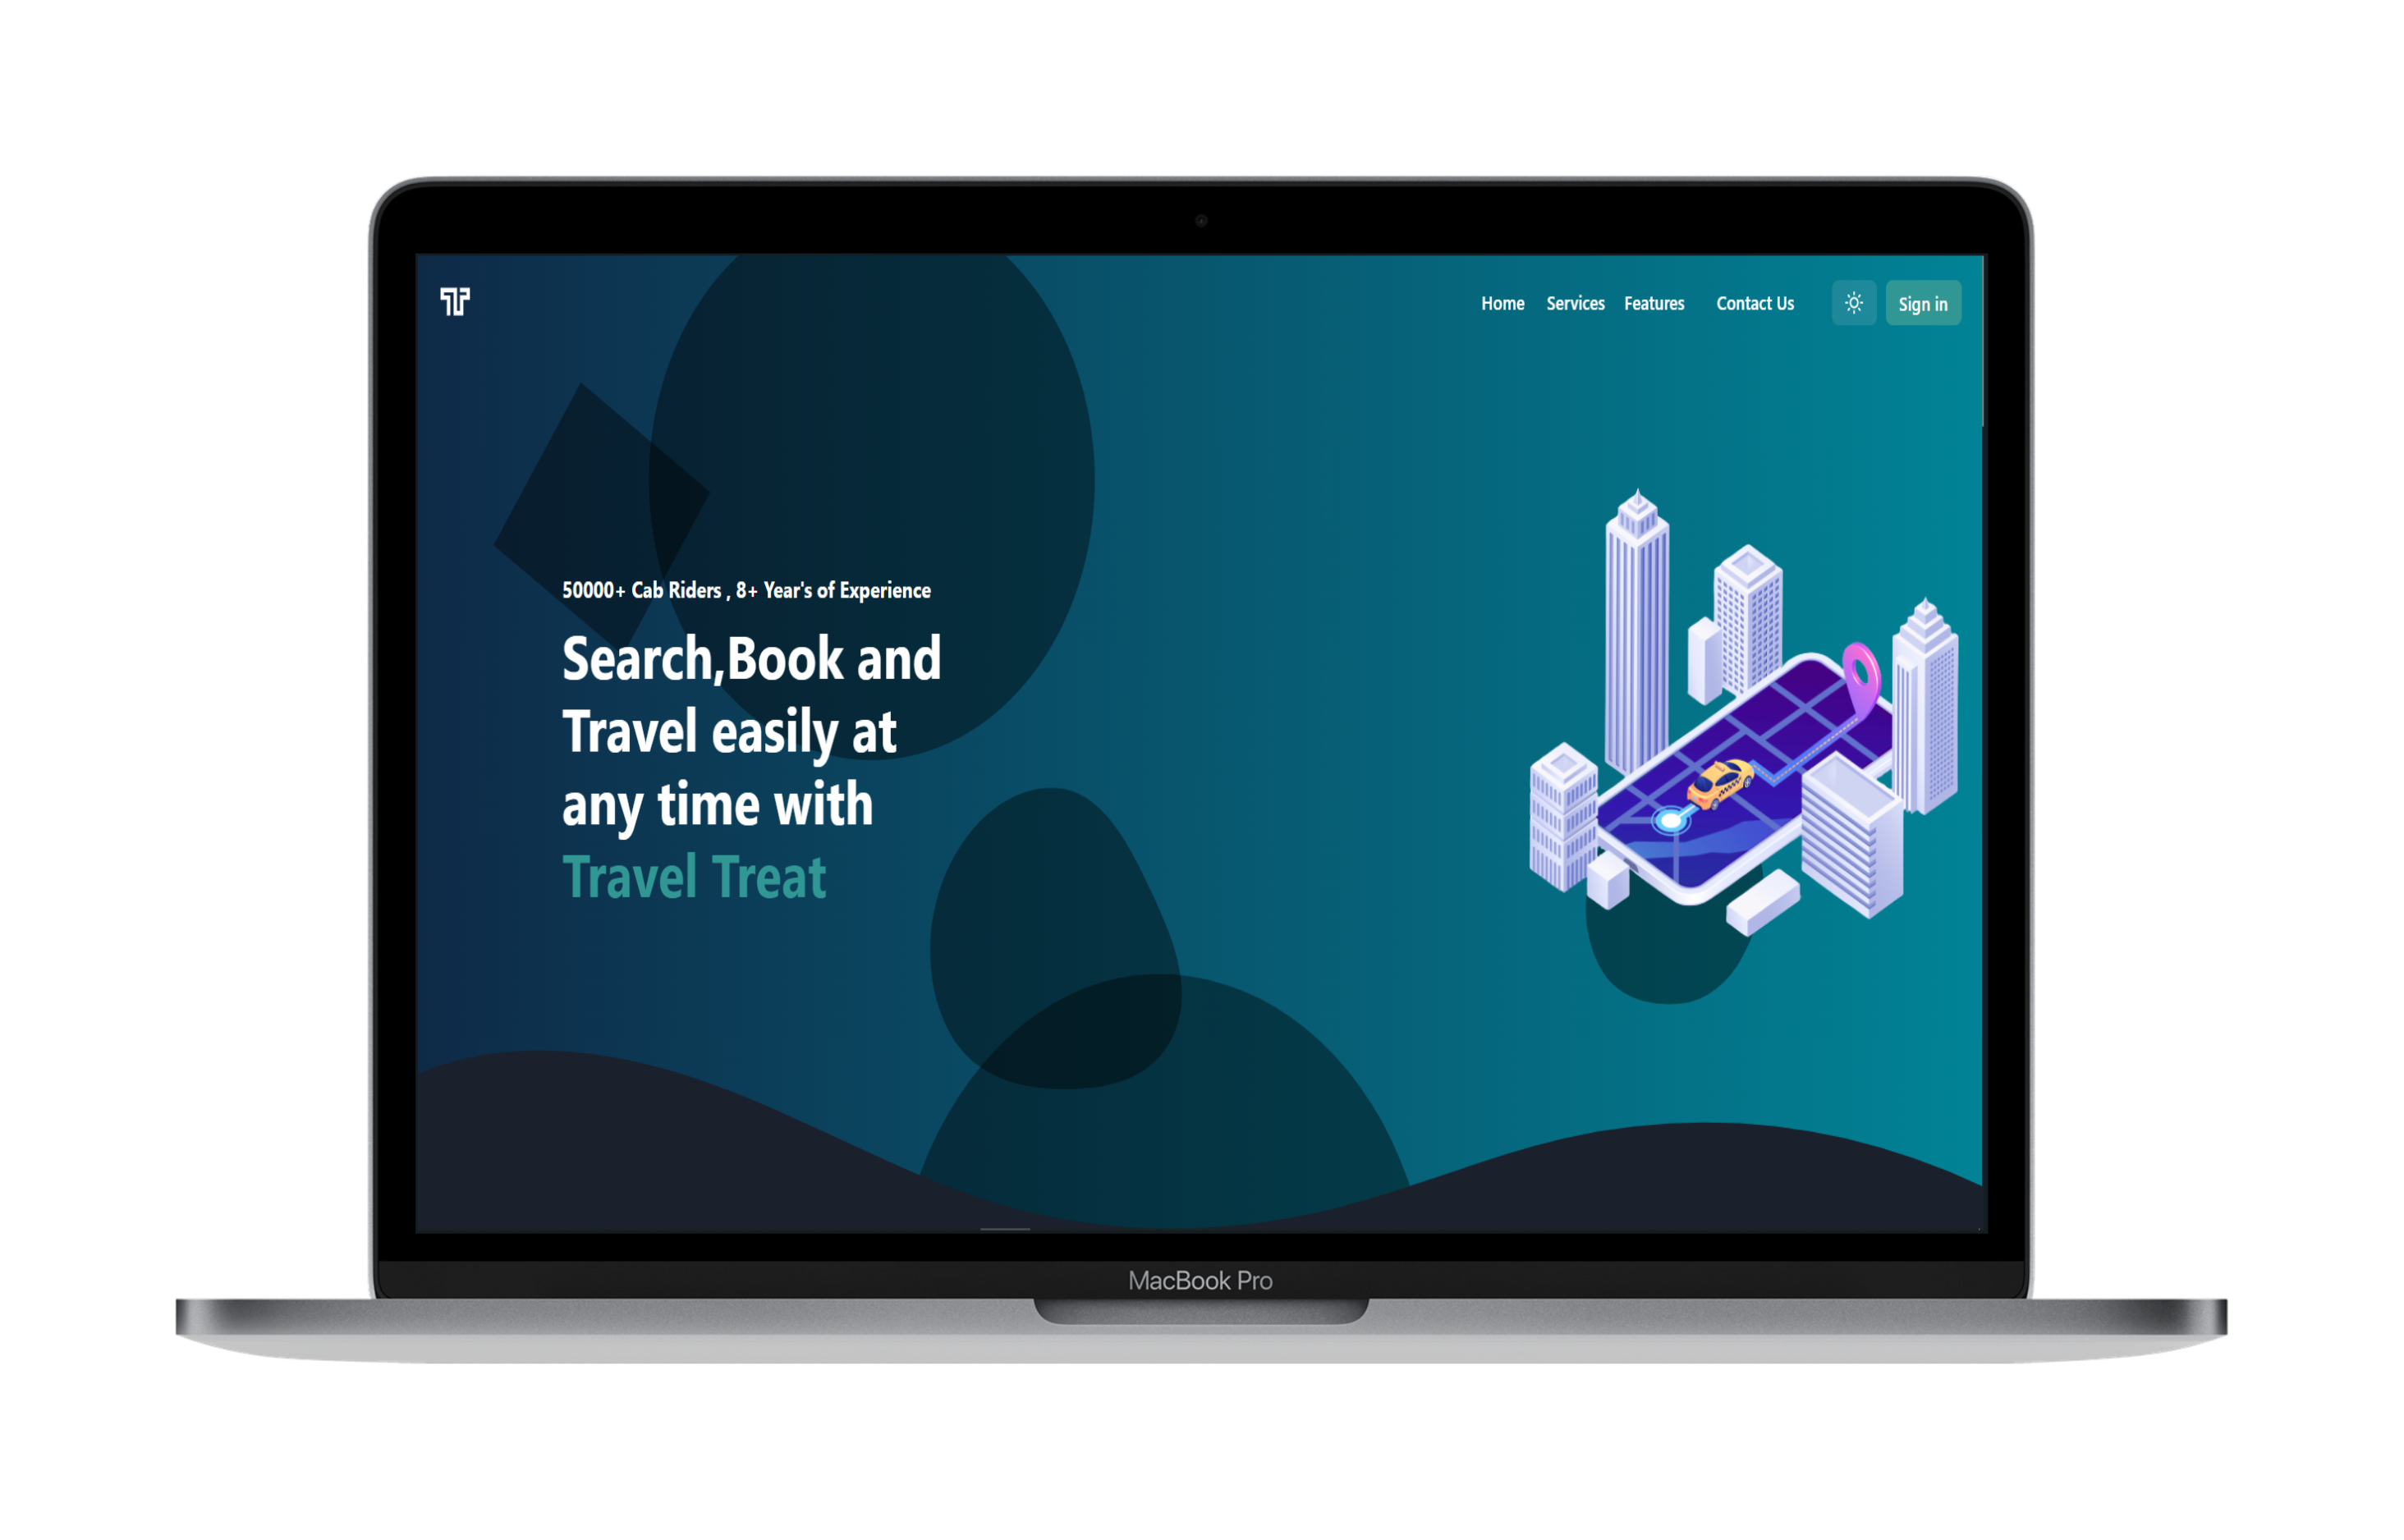 Home Services Features Contact Us Sign in
50000+ Cab Riders , 8+ Year's of Experience
Search,Book and
Travel easily at
any time with
Travel Treat
MacBook Pro